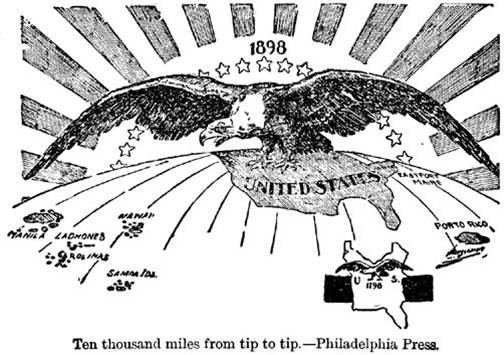 1898
UNITED STATES
EASTPORT
MAINE
MANILA
LADRONES
HAWAII
CAROLINAS
SAMOA IDS.
PORTO RICO
U S.
1798
Ten thousand miles from tip to tip.—Philadelphia Press.